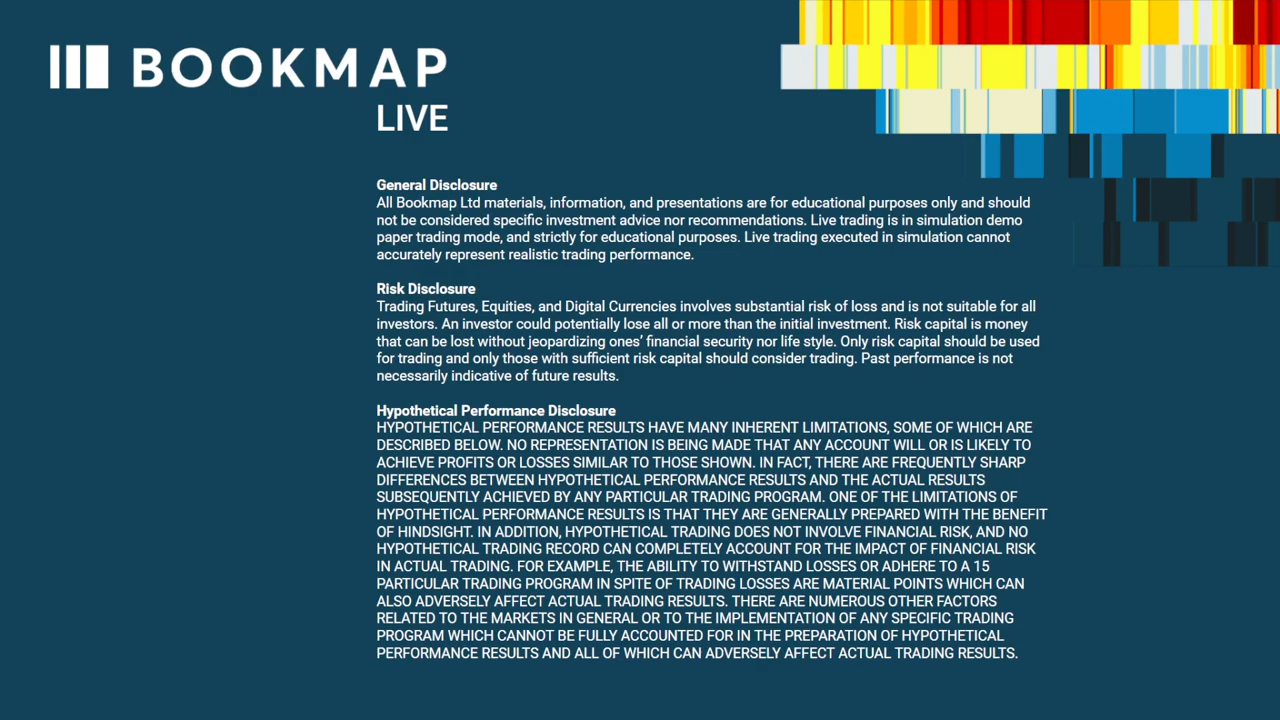 BOOKMAP
LIVE
General Disclosure
All Bookmap Ltd materials, information, and presentations are for educational purposes only and should
not be considered specific investment advice nor recommendations. Live trading is in simulation demo
paper trading mode, and strictly for educational purposes. Live trading executed in simulation cannot
accurately represent realistic trading performance.
Risk Disclosure
Trading Futures, Equities, and Digital Currencies involves substantial risk of loss and is not suitable for all
investors. An investor could potentially lose all or more than the initial investment. Risk capital is money
that can be lost without jeopardizing ones’ financial security nor life style. Only risk capital should be used
for trading and only those with sufficient risk capital should consider trading. Past performance is not
necessarily indicative of future results.
Hypothetical Performance Disclosure
HYPOTHETICAL PERFORMANCE RESULTS HAVE MANY INHERENT LIMITATIONS, SOME OF WHICH ARE
DESCRIBED BELOW. NO REPRESENTATION IS BEING MADE THAT ANY ACCOUNT WILL OR IS LIKELY TO
ACHIEVE PROFITS OR LOSSES SIMILAR TO THOSE SHOWN. IN FACT, THERE ARE FREQUENTLY SHARP
DIFFERENCES BETWEEN HYPOTHETICAL PERFORMANCE RESULTS AND THE ACTUAL RESULTS
SUBSEQUENTLY ACHIEVED BY ANY PARTICULAR TRADING PROGRAM. ONE OF THE LIMITATIONS OF
HYPOTHETICAL PERFORMANCE RESULTS IS THAT THEY ARE GENERALLY PREPARED WITH THE BENEFIT
OF HINDSIGHT. IN ADDITION, HYPOTHETICAL TRADING DOES NOT INVOLVE FINANCIAL RISK, AND NO
HYPOTHETICAL TRADING RECORD CAN COMPLETELY ACCOUNT FOR THE IMPACT OF FINANCIAL RISK
IN ACTUAL TRADING. FOR EXAMPLE, THE ABILITY TO WITHSTAND LOSSES OR ADHERE TO A 15
PARTICULAR TRADING PROGRAM IN SPITE OF TRADING LOSSES ARE MATERIAL POINTS WHICH CAN
ALSO ADVERSELY AFFECT ACTUAL TRADING RESULTS. THERE ARE NUMEROUS OTHER FACTORS
RELATED TO THE MARKETS IN GENERAL OR TO THE IMPLEMENTATION OF ANY SPECIFIC TRADING
PROGRAM WHICH CANNOT BE FULLY ACCOUNTED FOR IN THE PREPARATION OF HYPOTHETICAL
PERFORMANCE RESULTS AND ALL OF WHICH CAN ADVERSELY AFFECT ACTUAL TRADING RESULTS.